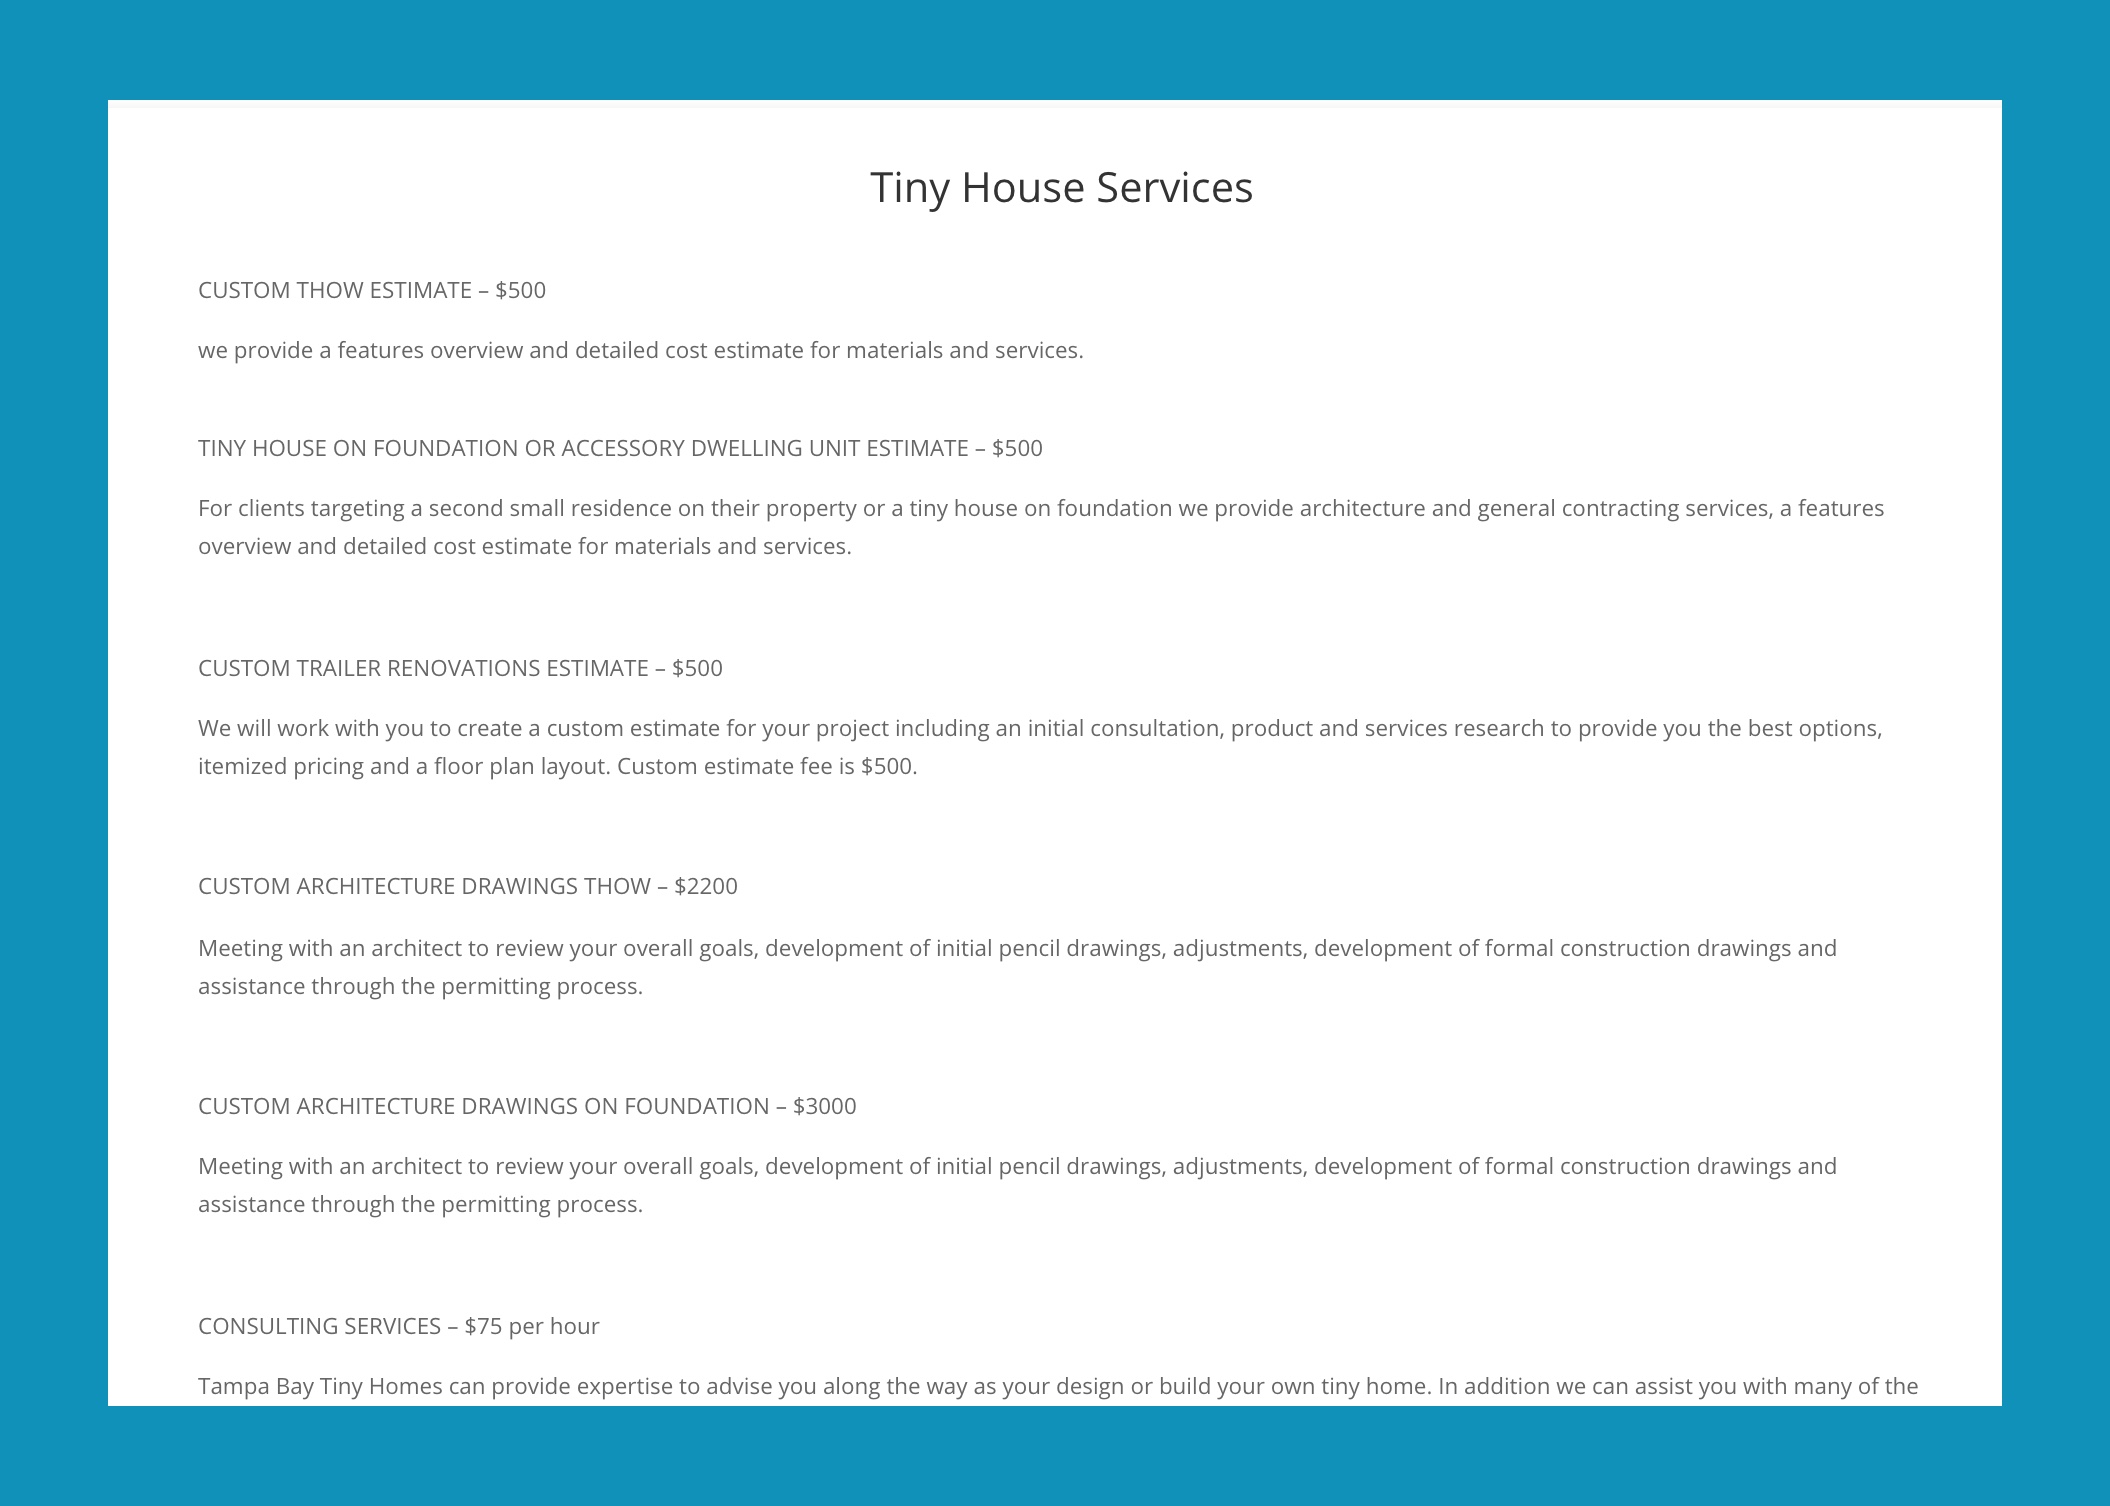 Tiny House Services
CUSTOM THOW ESTIMATE – $500
we provide a features overview and detailed cost estimate for materials and services.
TINY HOUSE ON FOUNDATION OR ACCESSORY DWELLING UNIT ESTIMATE – $500
For clients targeting a second small residence on their property or a tiny house on foundation we provide architecture and general contracting services, a features
overview and detailed cost estimate for materials and services.
CUSTOM TRAILER RENOVATIONS ESTIMATE – $500
We will work with you to create a custom estimate for your project including an initial consultation, product and services research to provide you the best options,
itemized pricing and a floor plan layout. Custom estimate fee is $500.
CUSTOM ARCHITECTURE DRAWINGS THOW – $2200
Meeting with an architect to review your overall goals, development of initial pencil drawings, adjustments, development of formal construction drawings and
assistance through the permitting process.
CUSTOM ARCHITECTURE DRAWINGS ON FOUNDATION – $3000
Meeting with an architect to review your overall goals, development of initial pencil drawings, adjustments, development of formal construction drawings and
assistance through the permitting process.
CONSULTING SERVICES – $75 per hour
Tampa Bay Tiny Homes can provide expertise to advise you along the way as your design or build your own tiny home. In addition we can assist you with many of the